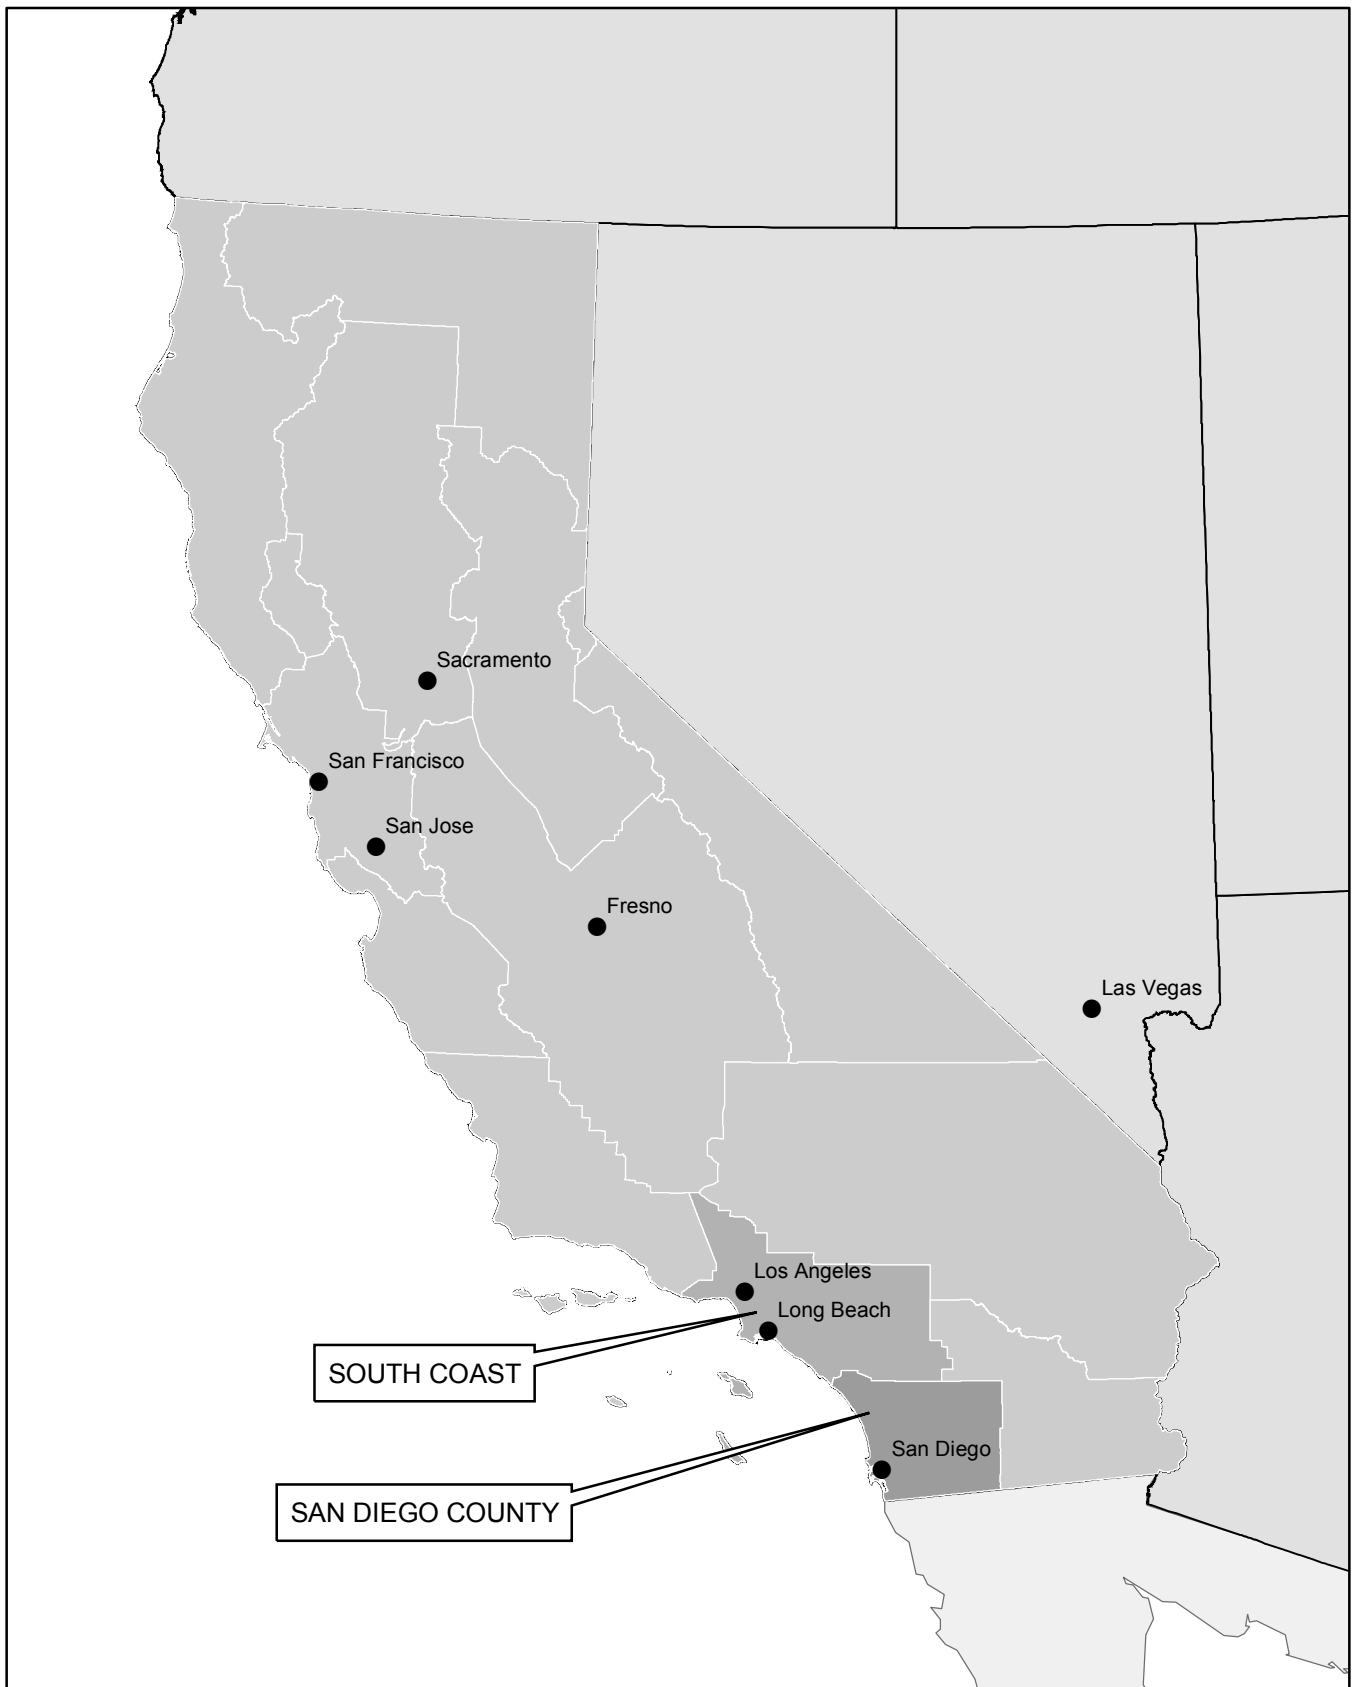 Sacramento
San Francisco
San Jose
Fresno
Las Vegas
Los Angeles
Long Beach
SOUTH COAST
San Diego
SAN DIEGO COUNTY